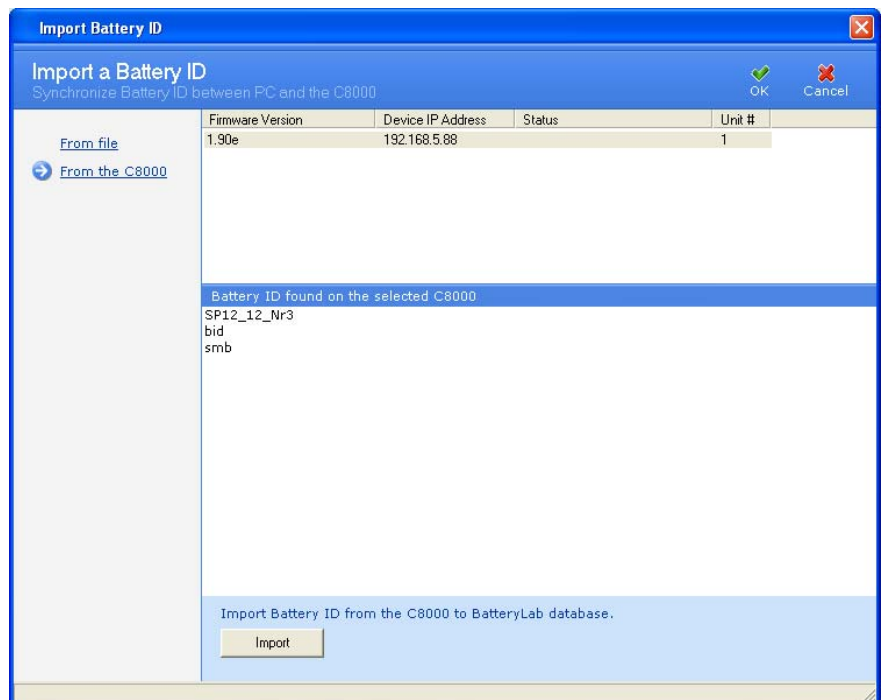 Import Battery ID
Import a Battery ID
Synchronize Battery ID between PC and the C8000
OK
Cancel
From file
From the C8000
Firmware Version Device IP Address Status Unit #
1.90e 192.168.5.88 1
Battery ID found on the selected C8000
SP12_12_Nr3
bid
smb
Import Battery ID from the C8000 to BatteryLab database.
Import